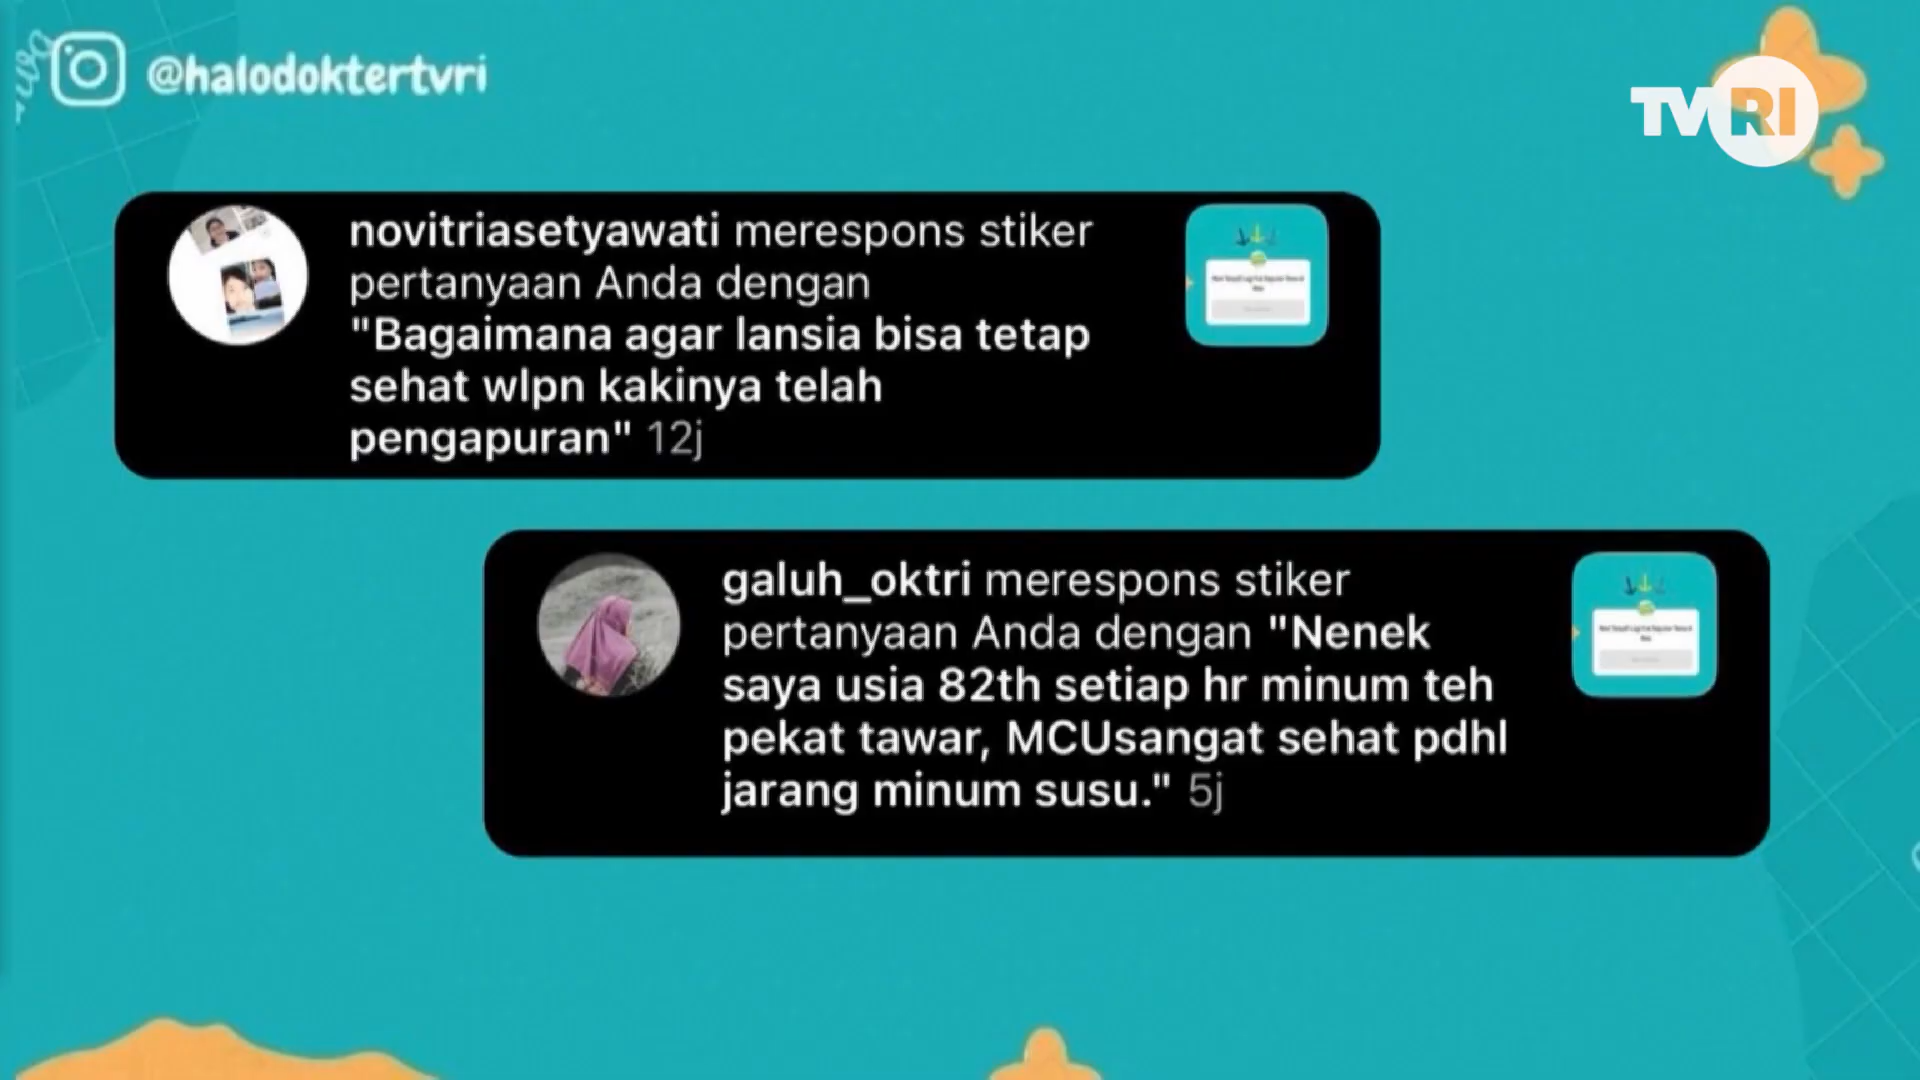 @halodoktertvri
TVRI
novitriasetyawati merespons stiker
pertanyaan Anda dengan
"Bagaimana agar lansia bisa tetap
sehat wlpn kakinya telah
pengapuran" 12j
galuh_oktri merespons stiker
pertanyaan Anda dengan "Nenek
saya usia 82th setiap hr minum teh
pekat tawar, MCUsangat sehat pdhl
jarang minum susu." 5j